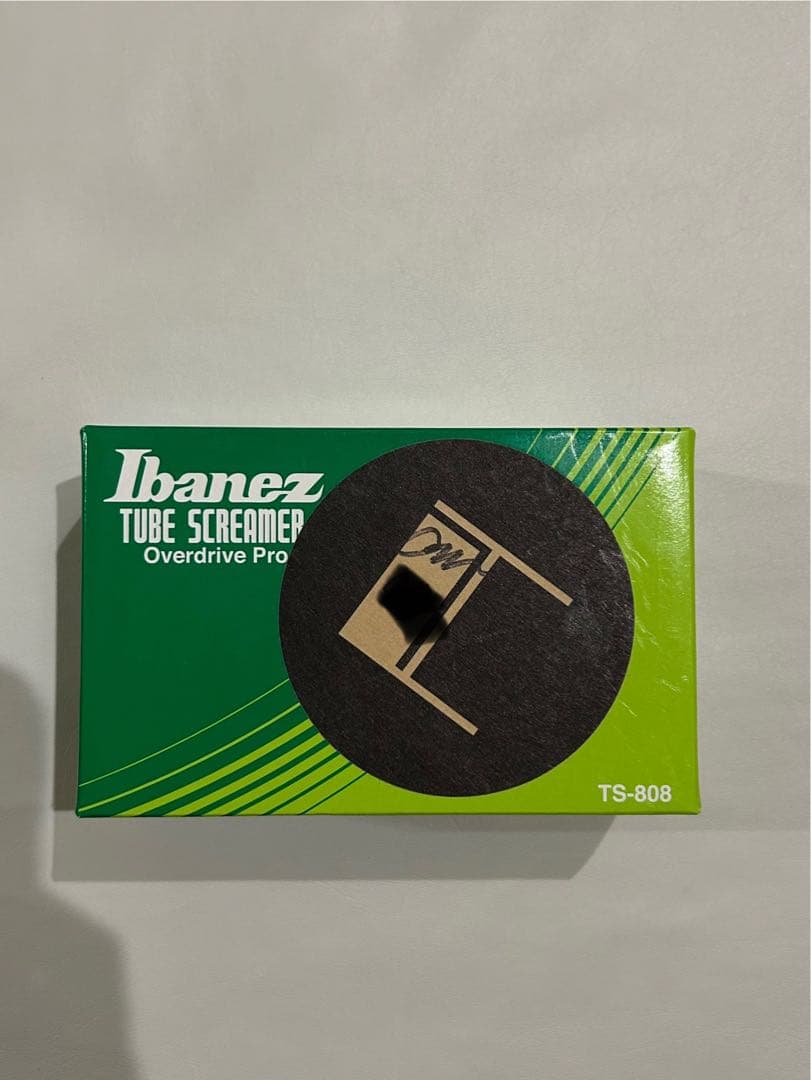 Ibanez
TUBE SCREAMER
Overdrive Pro
TS-808